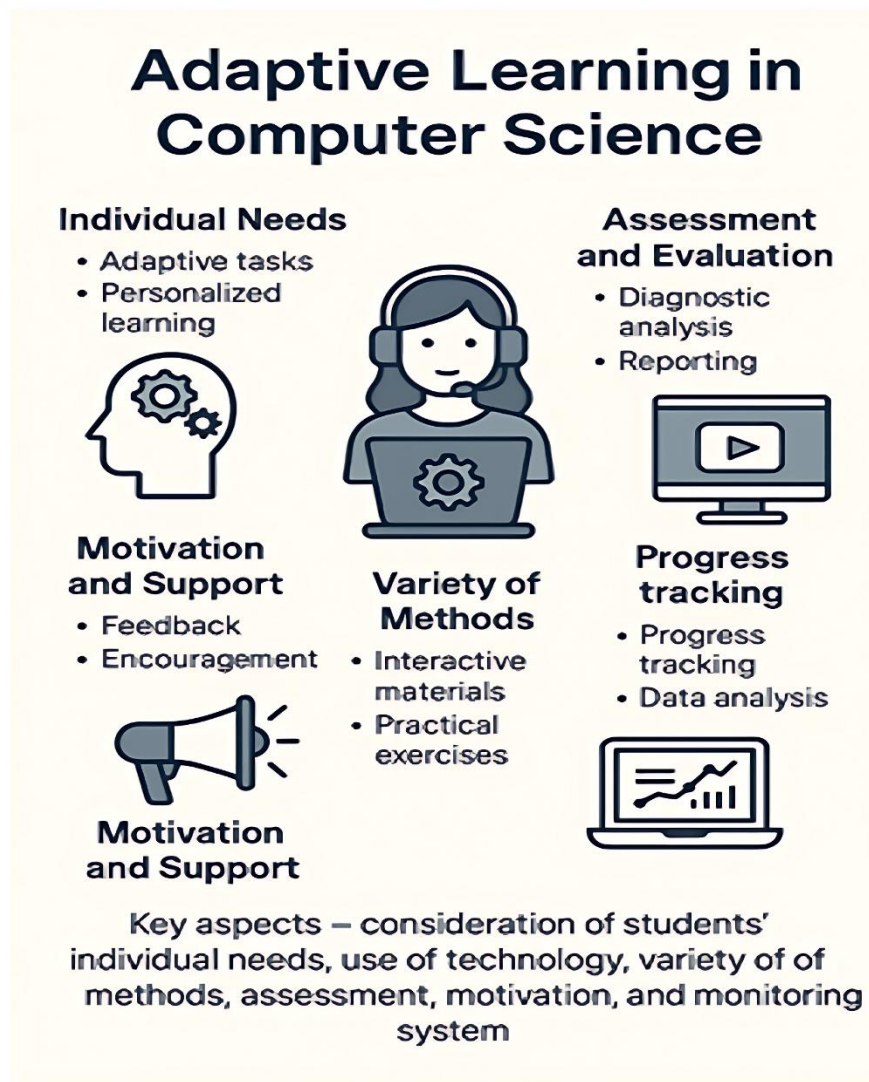 Adaptive Learning in
Computer Science
Individual Needs
• Adaptive tasks
• Personalized
learning
Assessment
and Evaluation
• Diagnostic
analysis
• Reporting
Motivation
and Support
• Feedback
• Encouragement
Variety of
Methods
• Interactive
materials
• Practical
exercises
Progress
tracking
• Progress
tracking
• Data analysis
Motivation
and Support
Key aspects – consideration of students'
individual needs, use of technology, variety of of
methods, assessment, motivation, and monitoring
system